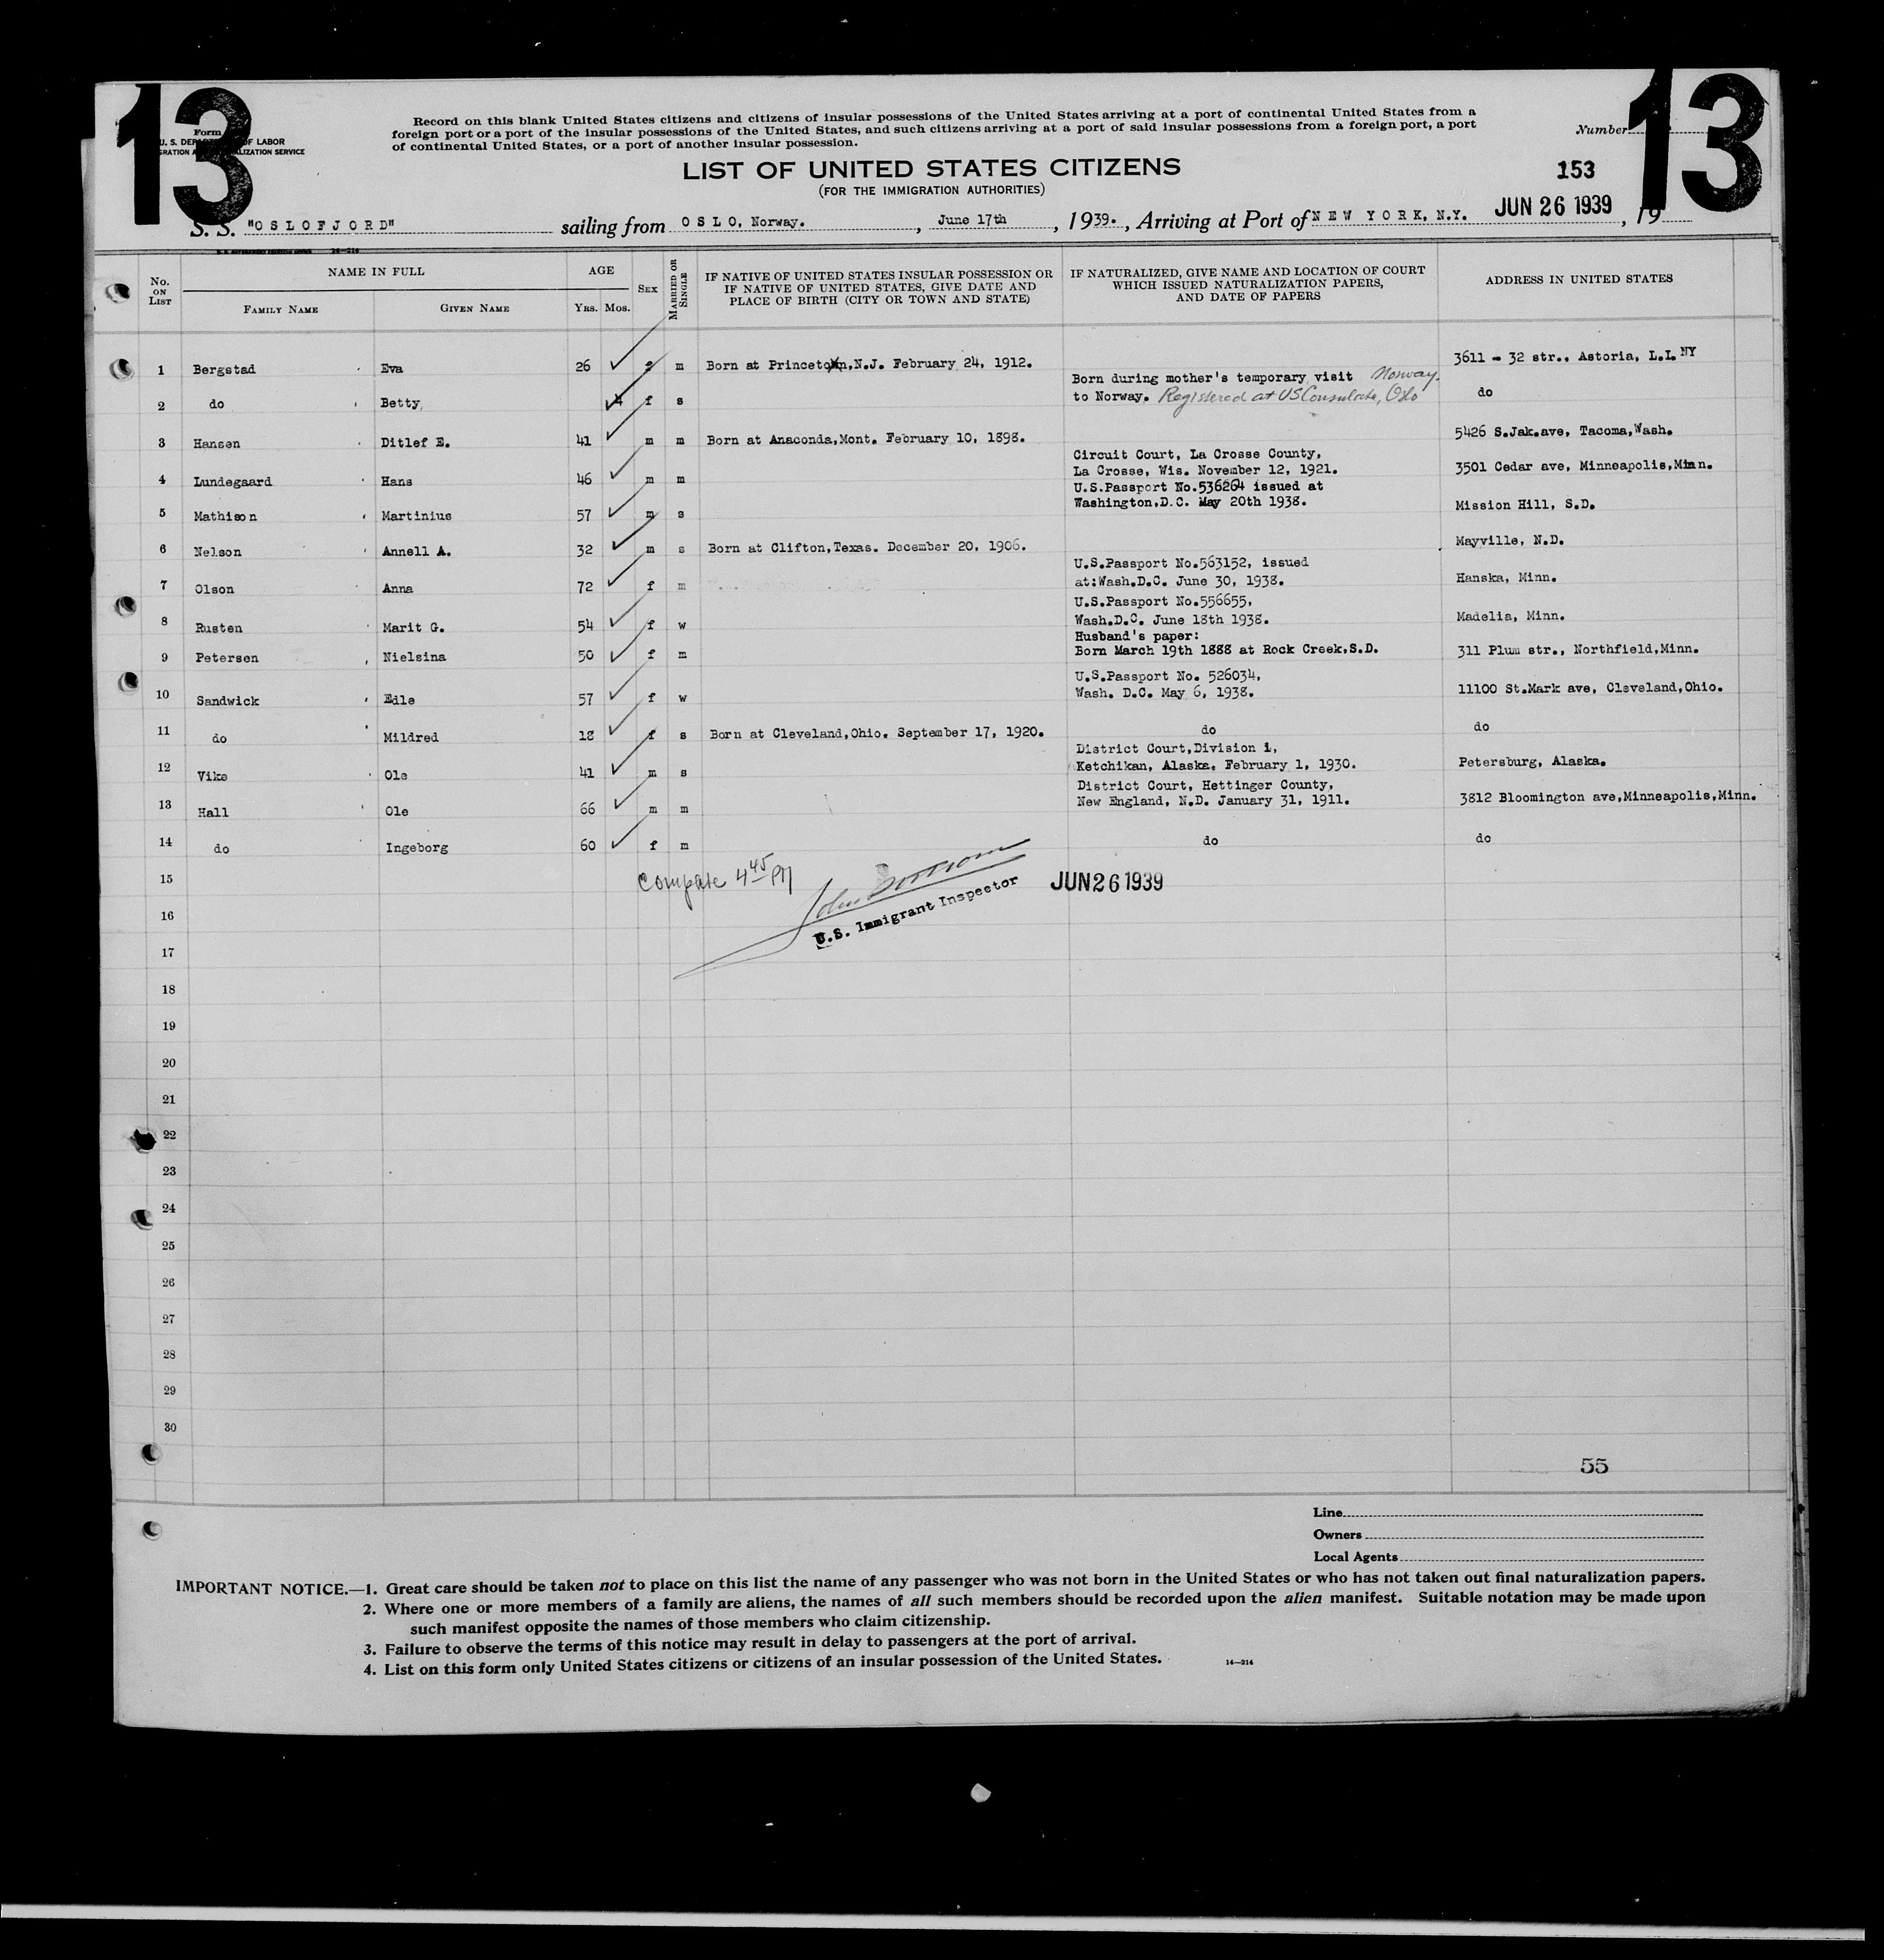 13
13
Form
U. S. DEP OF LABOR
GRATION A LIZATION SERVICE
Record on this blank United States citizens and citizens of insular possessions of the United States arriving at a port of continental United States from a
foreign port or a port of the insular possessions of the United States, and such citizens arriving at a port of said insular possessions from a foreign port, a port
of continental United States, or a port of another insular possession.
Number
LIST OF UNITED STATES CITIZENS
(FOR THE IMMIGRATION AUTHORITIES)
153
S. S. "OSLOFJORD" sailing from OSLO, Norway. , June 17th , 1939. , Arriving at Port of NEW YORK, N.Y. JUN 26 1939 , 19
No. ON LIST
NAME IN FULL
FAMILY NAME GIVEN NAME
AGE
YRS. MOS.
SEX
MARRIED OR SINGLE
IF NATIVE OF UNITED STATES INSULAR POSSESSION OR
IF NATIVE OF UNITED STATES, GIVE DATE AND
PLACE OF BIRTH (CITY OR TOWN AND STATE)
IF NATURALIZED, GIVE NAME AND LOCATION OF COURT
WHICH ISSUED NATURALIZATION PAPERS,
AND DATE OF PAPERS
ADDRESS IN UNITED STATES
1 Bergstad Eva 26 f m Born at Princeton,N.J. February 24, 1912. 3611 - 32 str., Astoria, L.I. NY
Born during mother's temporary visit Norway.
2 do Betty 4 f s to Norway. Registered at US Consulate, Oslo do
3 Hansen Ditlef E. 41 m m Born at Anaconda,Mont. February 10, 1898. 5426 S.Jak.ave, Tacoma,Wash.
Circuit Court, La Crosse County,
4 Lundegaard Hans 46 m m La Crosse, Wis. November 12, 1921. 3501 Cedar ave, Minneapolis,Minn.
U.S.Passport No.536264 issued at
5 Mathison Martinius 57 m s Washington,D.C. May 20th 1938. Mission Hill, S.D.
6 Nelson Annell A. 32 m s Born at Clifton,Texas. December 20, 1906. Mayville, N.D.
U.S.Passport No.563152, issued
7 Olson Anna 72 f m at:Wash.D.C. June 30, 1938. Hanska, Minn.
U.S.Passport No.556655,
8 Rusten Marit G. 54 f w Wash.D.C. June 18th 1938. Madelia, Minn.
Husband's paper:
9 Petersen Nielsina 50 f m Born March 19th 1888 at Rock Creek,S.D. 311 Plum str., Northfield,Minn.
U.S.Passport No. 526034,
10 Sandwick Edle 57 f w Wash. D.C. May 6, 1938. 11100 St.Mark ave, Cleveland,Ohio.
11 do Mildred 18 f s Born at Cleveland,Ohio. September 17, 1920. do do
District Court,Division 1,
12 Vike Ole 41 m s Ketchikan, Alaska, February 1, 1930. Petersburg, Alaska.
District Court, Hettinger County,
13 Hall Ole 66 m m New England, N.D. January 31, 1911. 3812 Bloomington ave,Minneapolis,Minn.
14 do Ingeborg 60 f m do do
15 4 45 PM John JUN 26 1939
16 U.S. Immigrant Inspector
17
18
19
20
21
22
23
24
25
26
27
28
29
30
55
Line
Owners
Local Agents
IMPORTANT NOTICE.—1. Great care should be taken not to place on this list the name of any passenger who was not born in the United States or who has not taken out final naturalization papers.
2. Where one or more members of a family are aliens, the names of all such members should be recorded upon the alien manifest. Suitable notation may be made upon
such manifest opposite the names of those members who claim citizenship.
3. Failure to observe the terms of this notice may result in delay to passengers at the port of arrival.
4. List on this form only United States citizens or citizens of an insular possession of the United States. 14—214